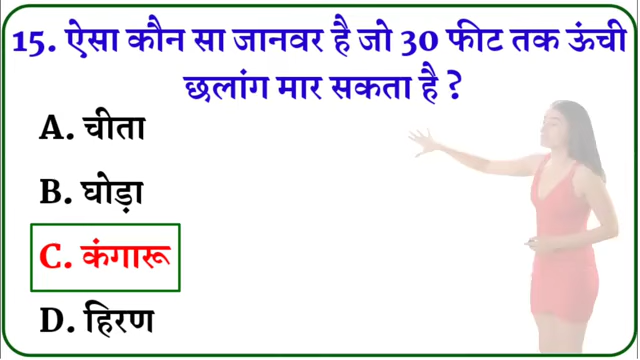 15. ऐसा कौन सा जानवर है जो 30 फीट तक ऊंची
छलांग मार सकता है ?
A. चीता
B. घोड़ा
C. कंगारू
D. हिरण